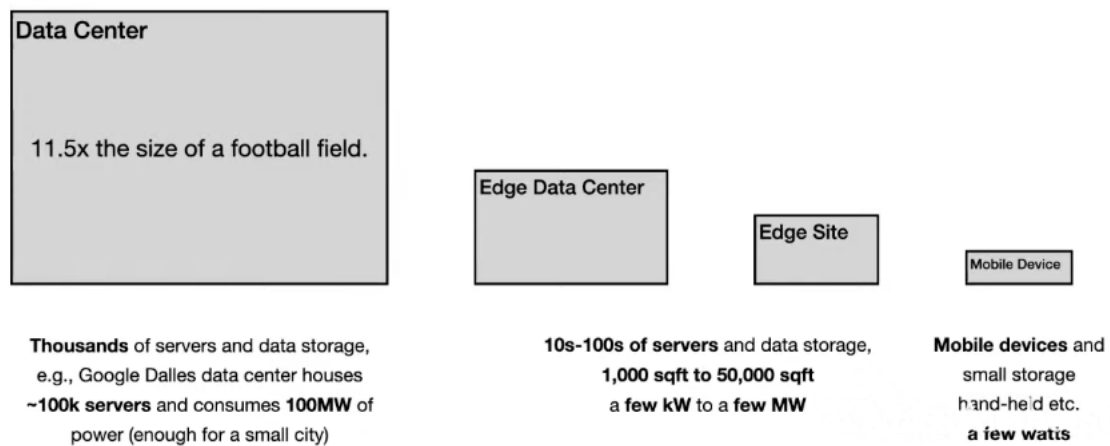 Data Center
11.5x the size of a football field.
Edge Data Center
Edge Site
Mobile Device
Thousands of servers and data storage,
e.g., Google Dalles data center houses
~100k servers and consumes 100MW of
power (enough for a small city)
10s-100s of servers and data storage,
1,000 sqft to 50,000 sqft
a few kW to a few MW
Mobile devices and
small storage
hand-held etc.
a few watts